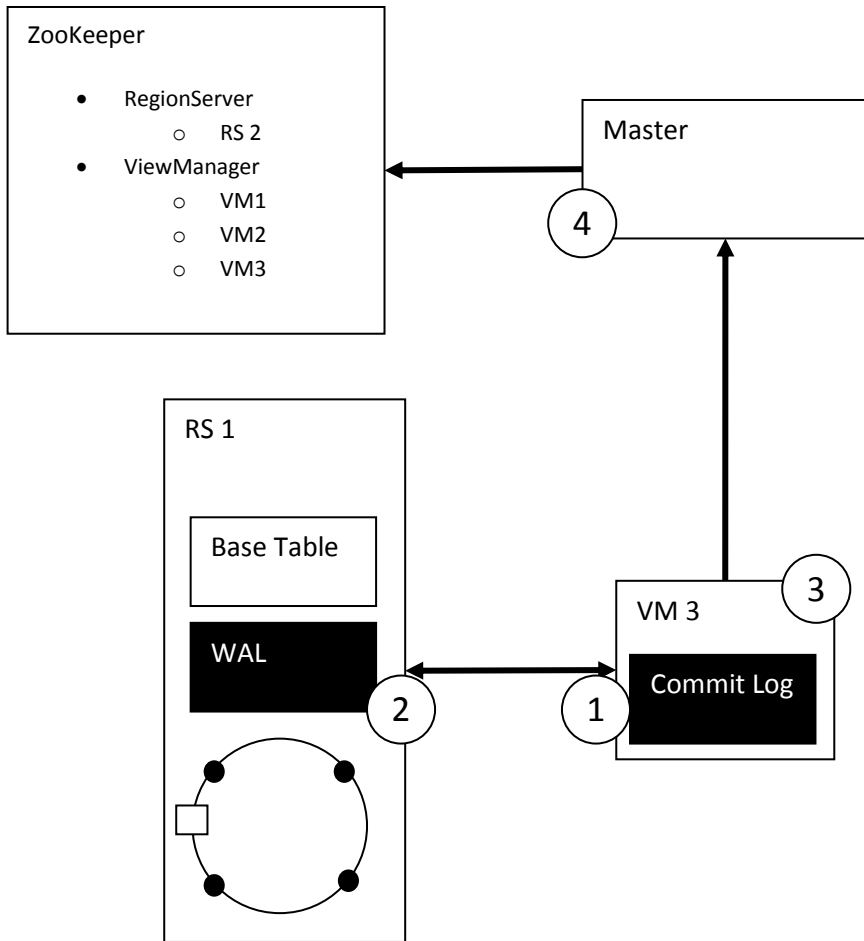 ZooKeeper
• RegionServer
o RS 2
• ViewManager
o VM1
o VM2
o VM3
Master
4
RS 1
Base Table
WAL
2
1
VM 3
3
Commit Log